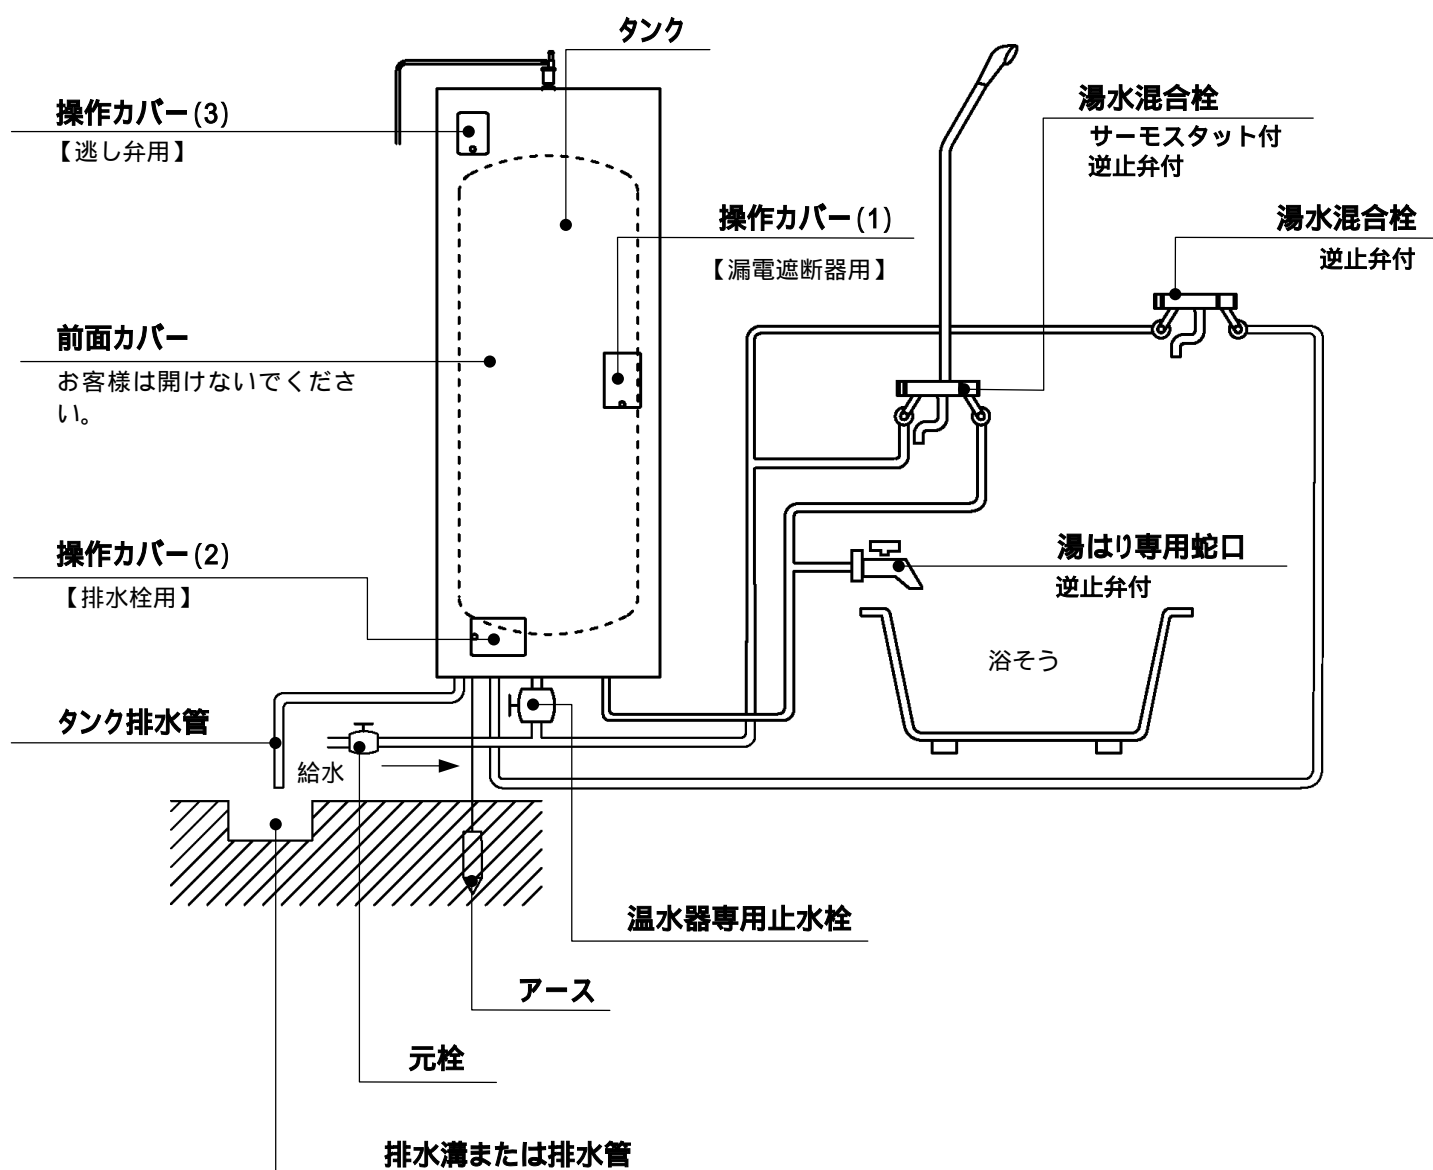 タンク
操作カバー(3)
【逃し弁用】
湯水混合栓
サーモスタット付
逆止弁付
操作カバー(1)
【漏電遮断器用】
湯水混合栓
逆止弁付
前面カバー
お客様は開けないでくださ
い。
操作カバー(2)
【排水栓用】
湯はり専用蛇口
逆止弁付
浴そう
タンク排水管
給水
温水器専用止水栓
アース
元栓
排水溝または排水管